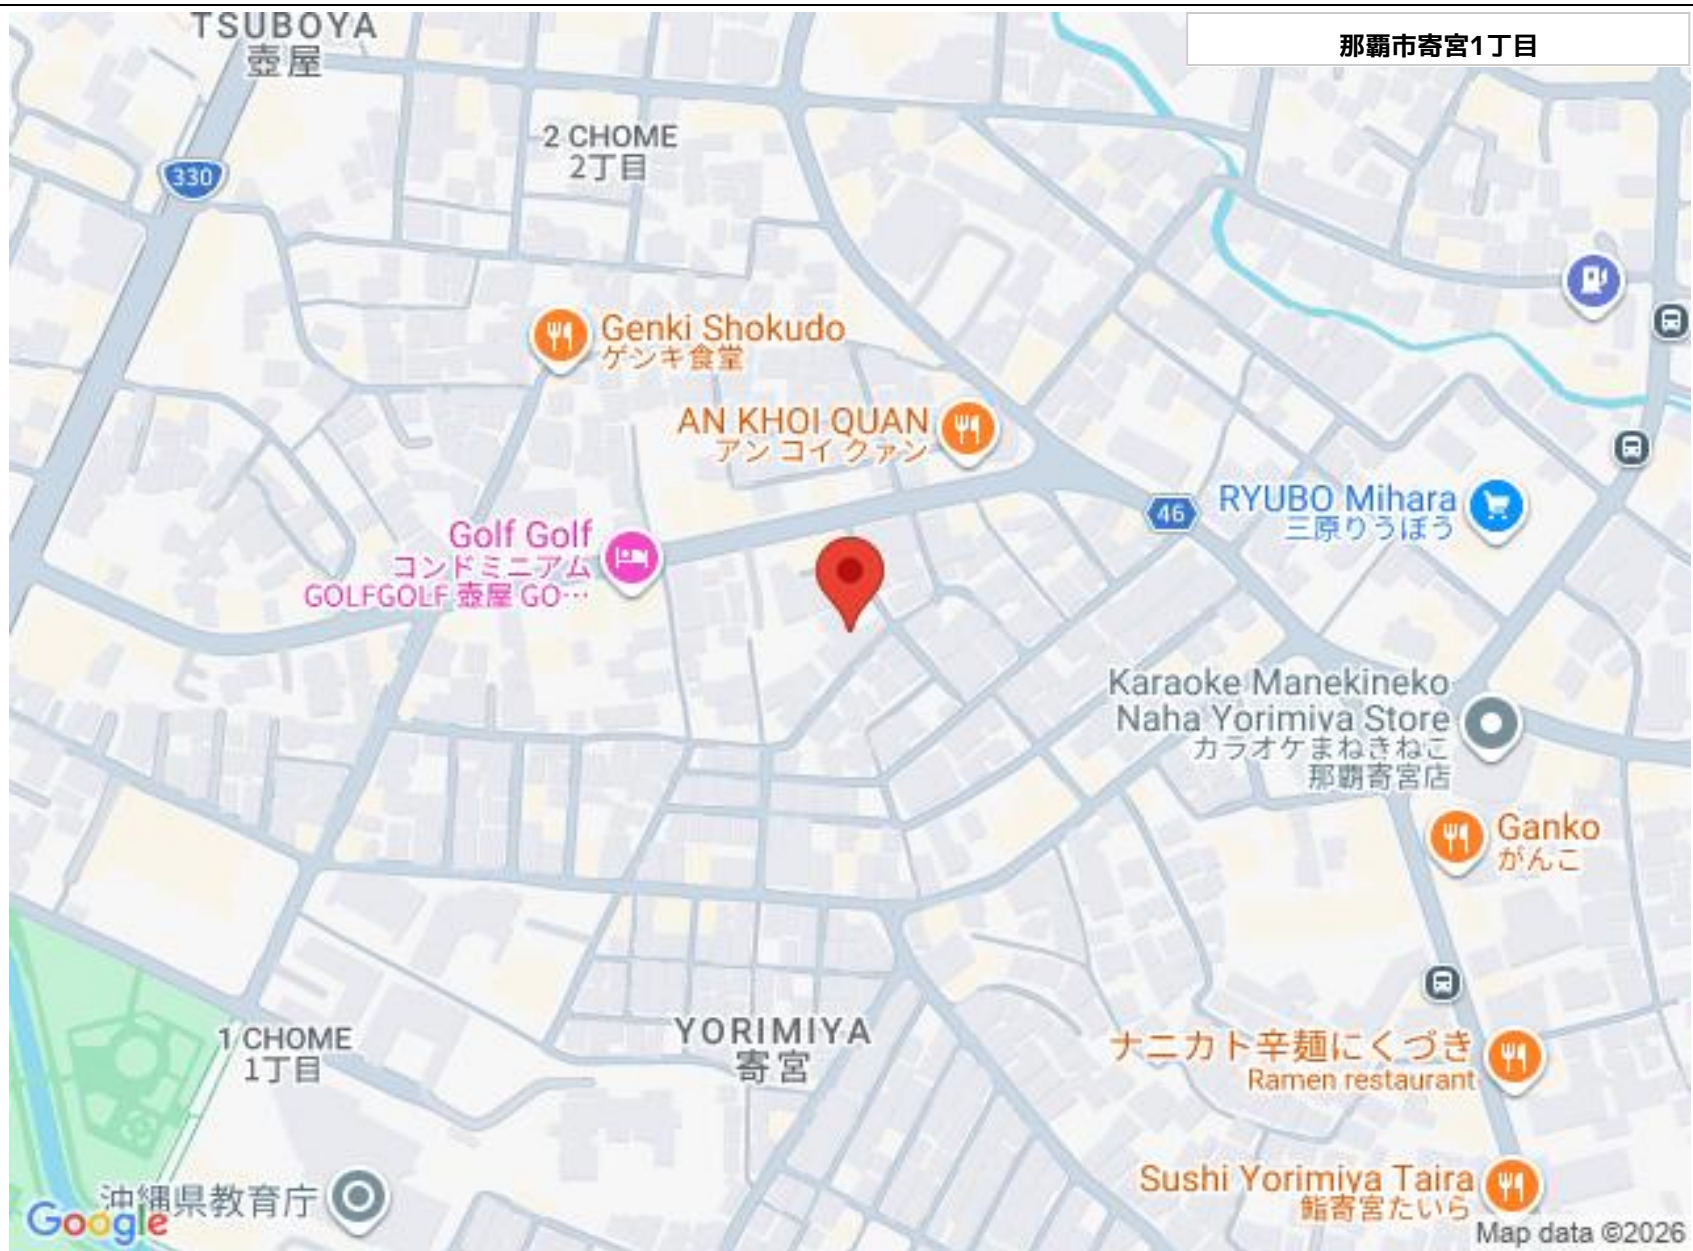 TSUBOYA
壺屋
那覇市寄宮1丁目
2 CHOME
2丁目
330
Genki Shokudo
ゲンキ食堂
AN KHOI QUAN
アン コイ クァン
46
RYUBO Mihara
三原りうぼう
Golf Golf
コンドミニアム
GOLFGOLF 壺屋 GO…
Karaoke Manekineko
Naha Yorimiya Store
カラオケまねきねこ
那覇寄宮店
Ganko
がんこ
1 CHOME
1丁目
YORIMIYA
寄宮
ナニカト辛麺にくづき
Ramen restaurant
Sushi Yorimiya Taira
鮨寄宮たいら
沖縄県教育庁
Google
Map data ©2026